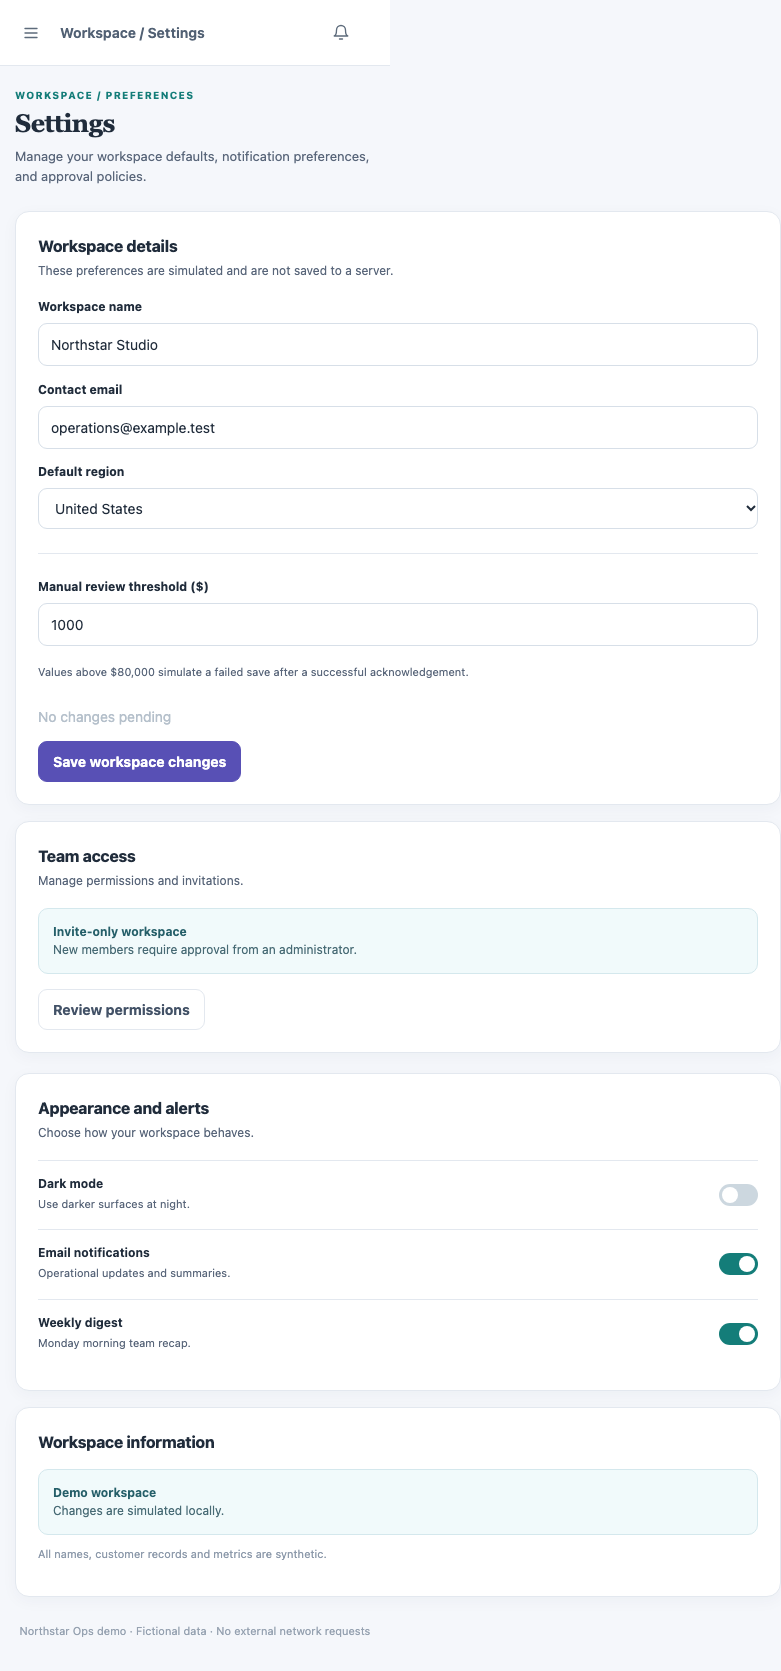 Workspace / Settings
WORKSPACE / PREFERENCES
Settings
Manage your workspace defaults, notification preferences,
and approval policies.
Workspace details
These preferences are simulated and are not saved to a server.
Workspace name
Northstar Studio
Contact email
operations@example.test
Default region
United States
Manual review threshold ($)
1000
Values above $80,000 simulate a failed save after a successful acknowledgement.
No changes pending
Save workspace changes
Team access
Manage permissions and invitations.
Invite-only workspace
New members require approval from an administrator.
Review permissions
Appearance and alerts
Choose how your workspace behaves.
Dark mode
Use darker surfaces at night.
Email notifications
Operational updates and summaries.
Weekly digest
Monday morning team recap.
Workspace information
Demo workspace
Changes are simulated locally.
All names, customer records and metrics are synthetic.
Northstar Ops demo · Fictional data · No external network requests